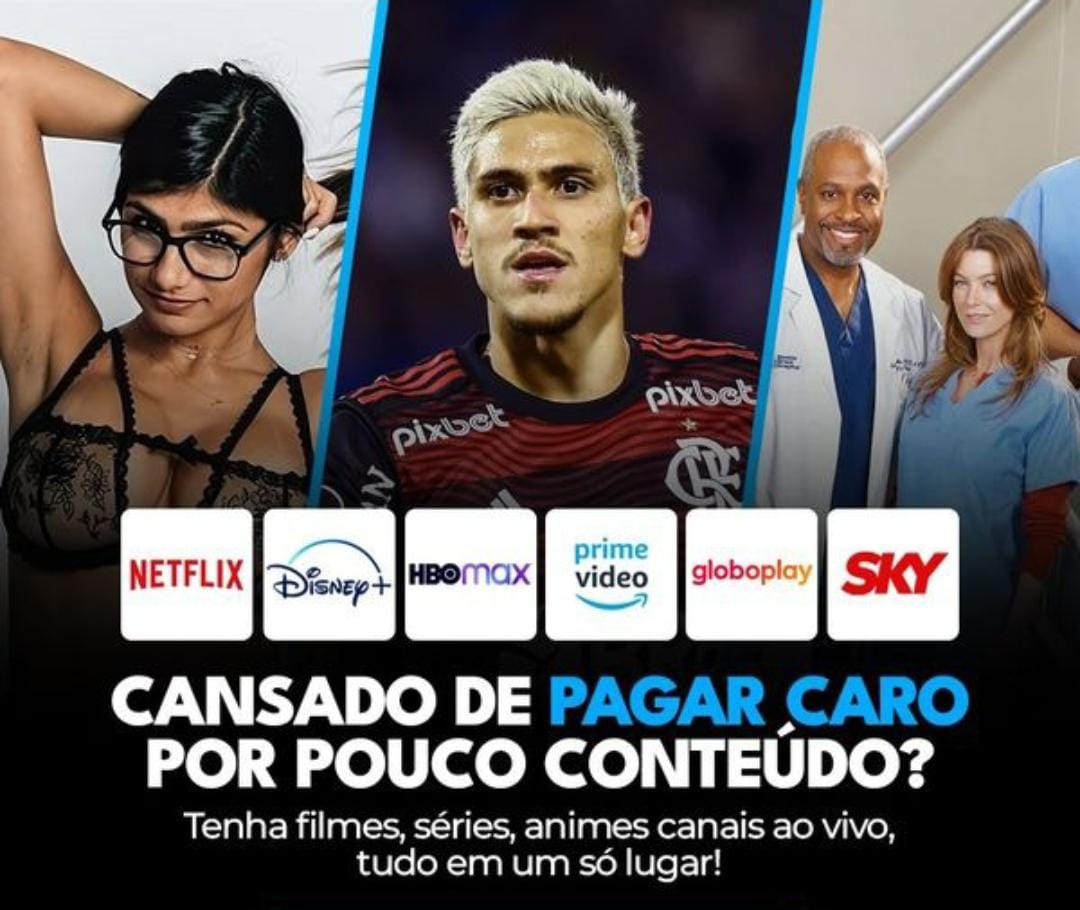 pixbet
pixbet
NETFLIX
Disney+
HBOmax
prime
video
globoplay
SKY
CANSADO DE PAGAR CARO
POR POUCO CONTEÚDO?
Tenha filmes, séries, animes canais ao vivo,
tudo em um só lugar!